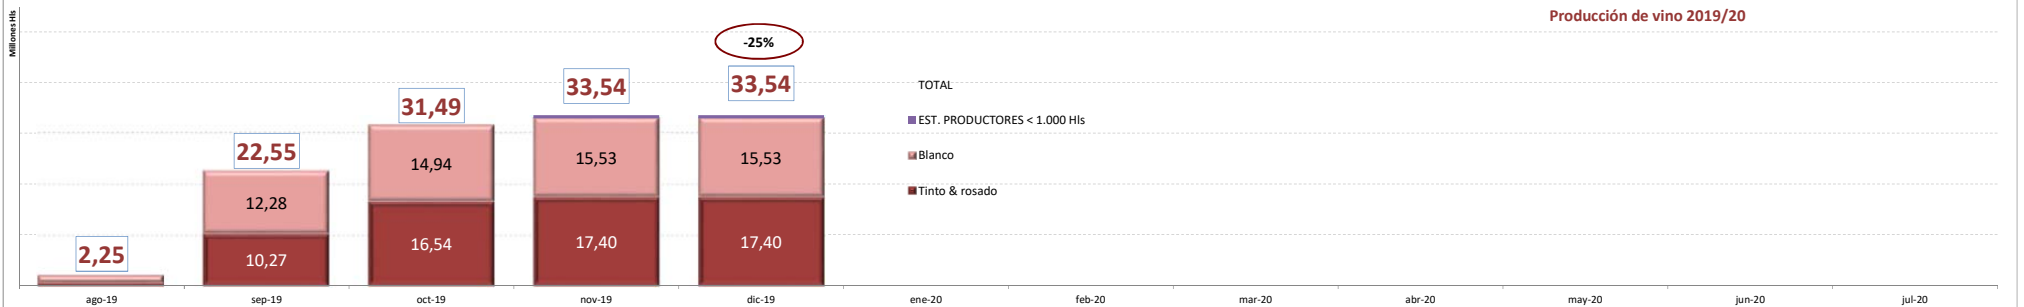 Producción de vino 2019/20
Millones Hls
-25%
33,54
33,54
31,49
22,55
2,25
TOTAL
EST. PRODUCTORES < 1.000 Hls
Blanco
Tinto & rosado
12,28
14,94
15,53
15,53
10,27
16,54
17,40
17,40
ago-19 sep-19 oct-19 nov-19 dic-19 ene-20 feb-20 mar-20 abr-20 may-20 jun-20 jul-20